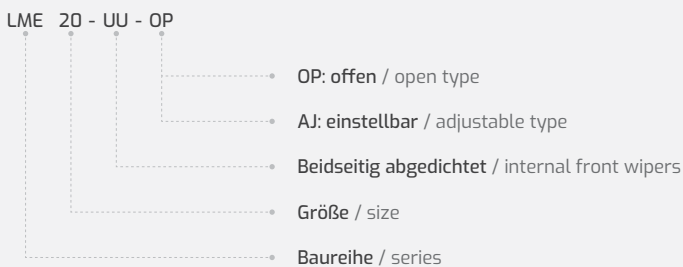 LME 20 - UU - OP
OP: offen / open type
AJ: einstellbar / adjustable type
Beidseitig abgedichtet / internal front wipers
Größe / size
Baureihe / series